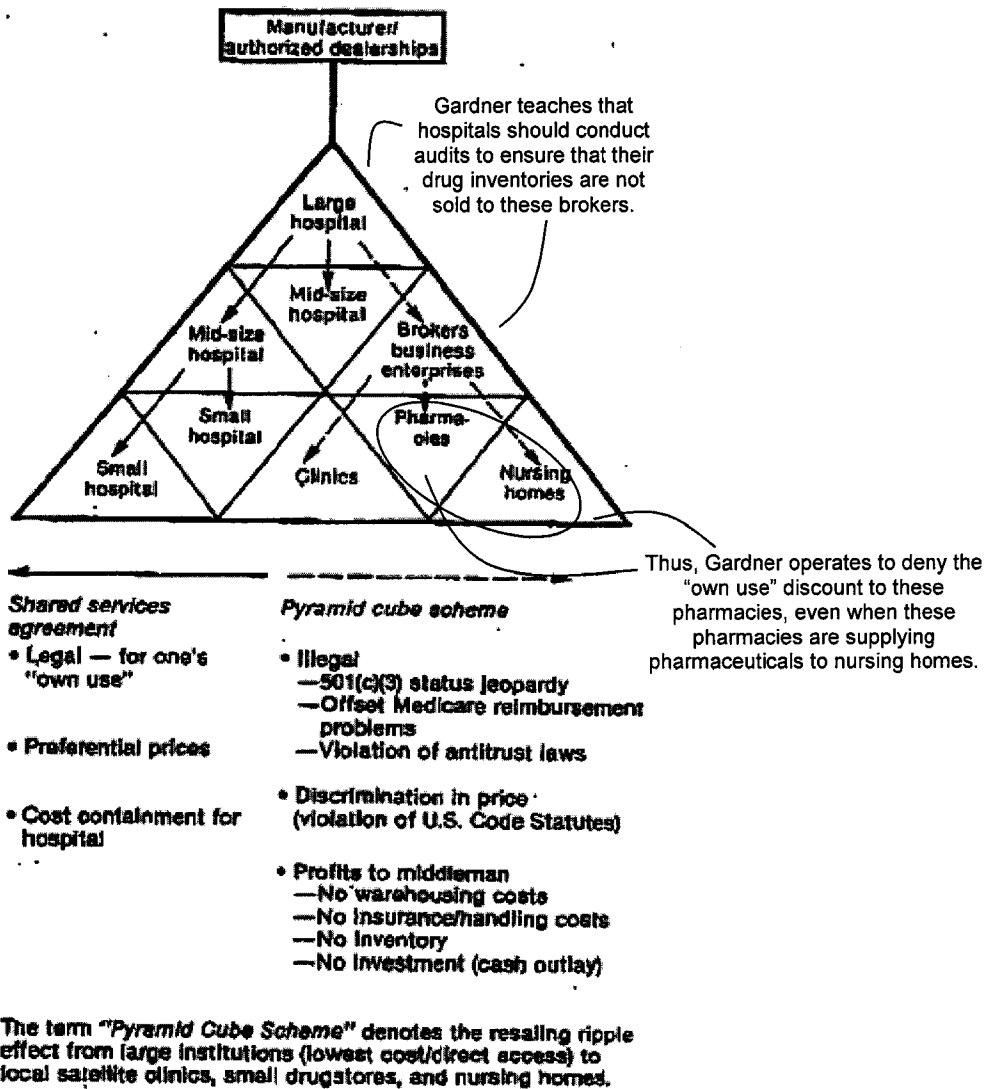 Manufacturer/
authorized dealerships
Gardner teaches that
hospitals should conduct
audits to ensure that their
drug inventories are not
sold to these brokers.
Large
hospital
Mid-size
hospital
Mid-size
hospital
Brokers
business
enterprises
Small
hospital
Pharma-
cies
Small
hospital
Clinics
Nursing
homes
Thus, Gardner operates to deny the
“own use” discount to these
pharmacies, even when these
pharmacies are supplying
pharmaceuticals to nursing homes.
Shared services
agreement
• Legal — for one's
"own use"
• Preferential prices
• Cost containment for
hospital
Pyramid cube scheme
• Illegal
—501(c)(3) status jeopardy
—Offset Medicare reimbursement
problems
—Violation of antitrust laws
• Discrimination in price
(violation of U.S. Code Statutes)
• Profits to middleman
—No warehousing costs
—No insurance/handling costs
—No inventory
—No investment (cash outlay)
The term "Pyramid Cube Scheme" denotes the resaling ripple
effect from large institutions (lowest cost/direct access) to
local satellite clinics, small drugstores, and nursing homes.